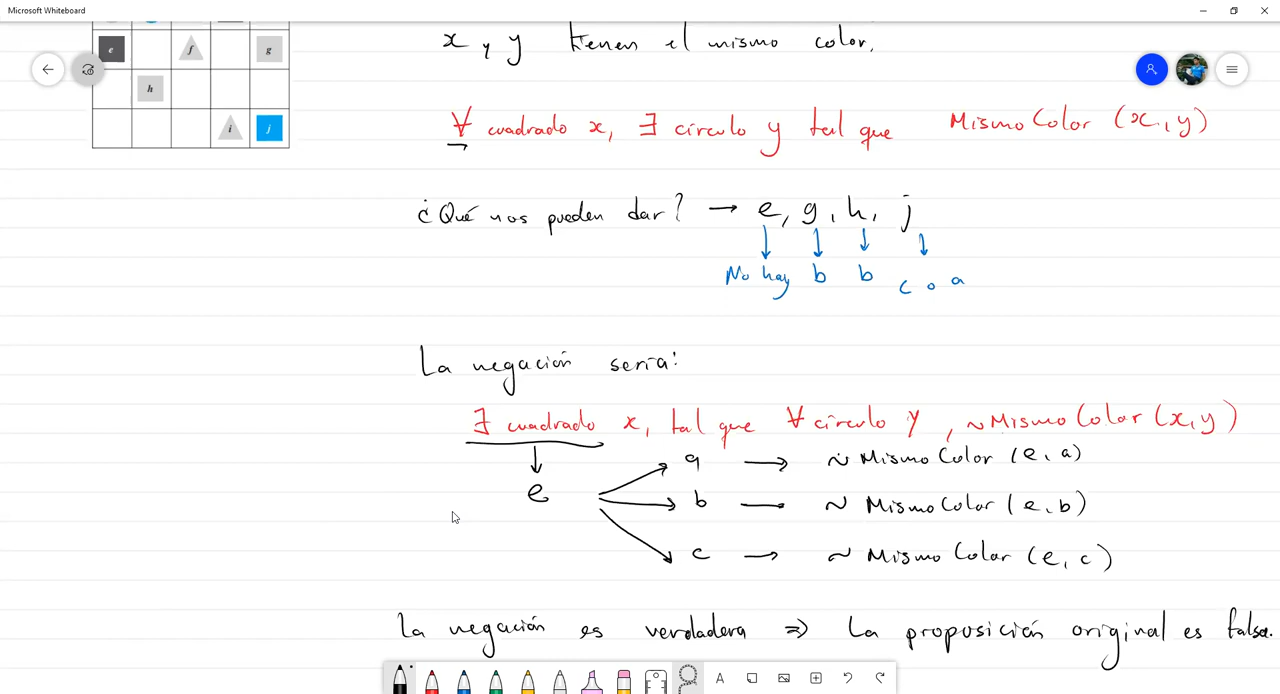 Microsoft Whiteboard
e f g
h
i j
x y y tienen el mismo color.
∀ cuadrado x, ∃ círculo y tal que MismoColor (x, y)
¿Qué nos pueden dar? → e, g, h, j
No hay b b c o a
La negación sería:
∃ cuadrado x, tal que ∀ círculo y, ~MismoColor(x,y)
a → ~ MismoColor (e, a)
e b — ~ MismoColor (e, b)
c → ~ MismoColor (e, c)
La negación es verdadera ⇒ La proposición original es falsa.
A